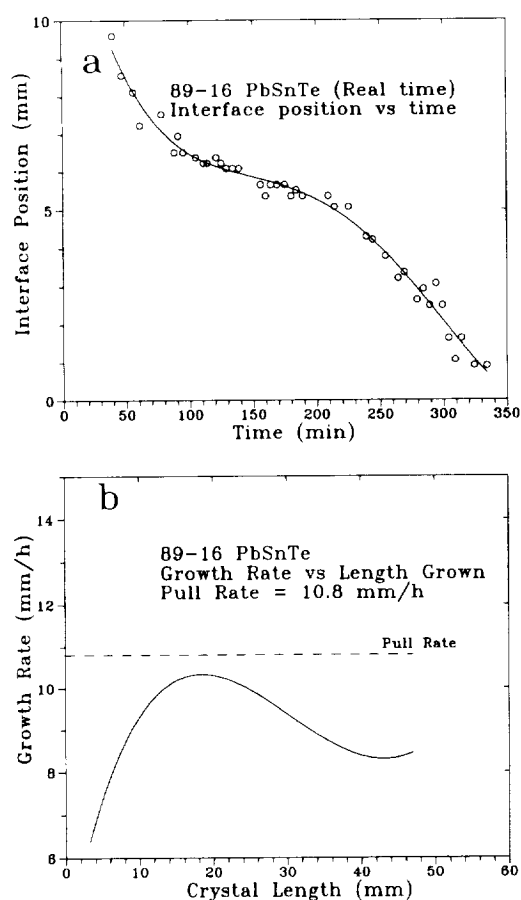 10
a
89-16 PbSnTe (Real time)
Interface position vs time
5
0
Interface Position (mm)
0 50 100 150 200 250 300 350
Time (min)
b
14
89-16 PbSnTe
Growth Rate vs Length Grown
Pull Rate = 10.8 mm/h
12
Pull Rate
10
8
6
Growth Rate (mm/h)
0 10 20 30 40 50 60
Crystal Length (mm)